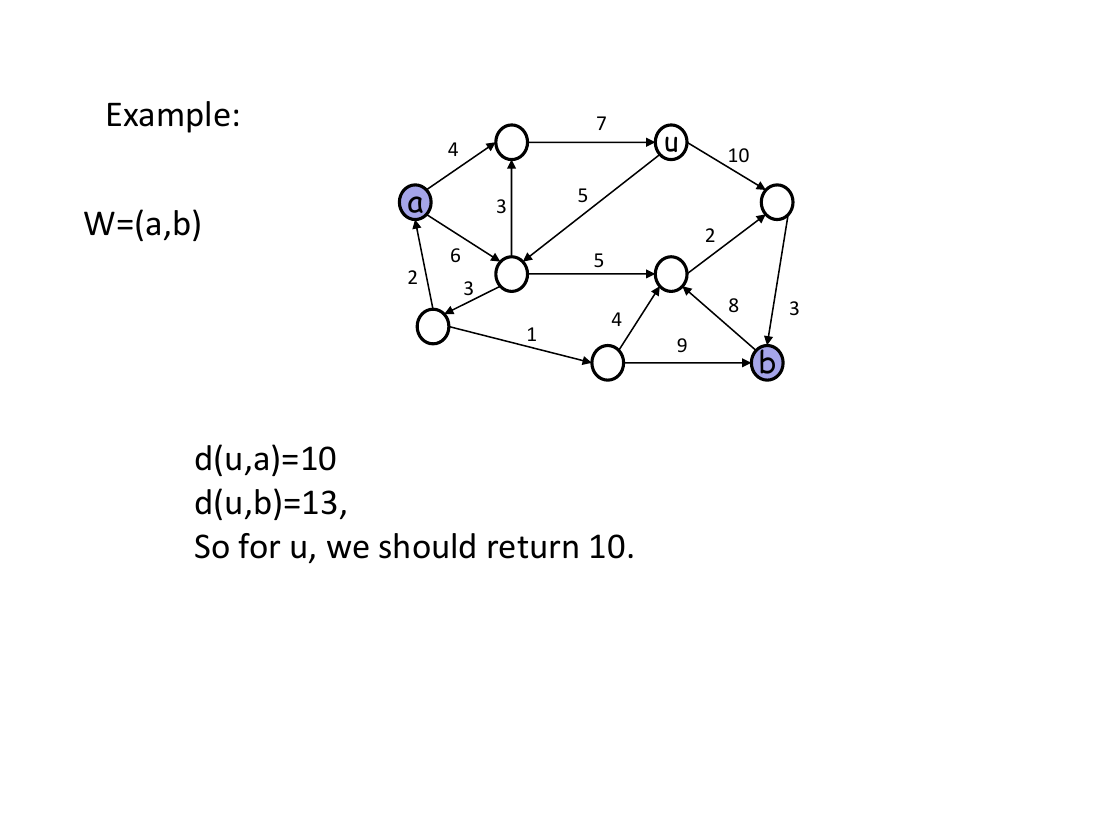 Example:
7
4
u
10
a
W=(a,b)
3
5
2
6
5
2
3
8
3
4
1
9
b
d(u,a)=10
d(u,b)=13,
So for u, we should return 10.